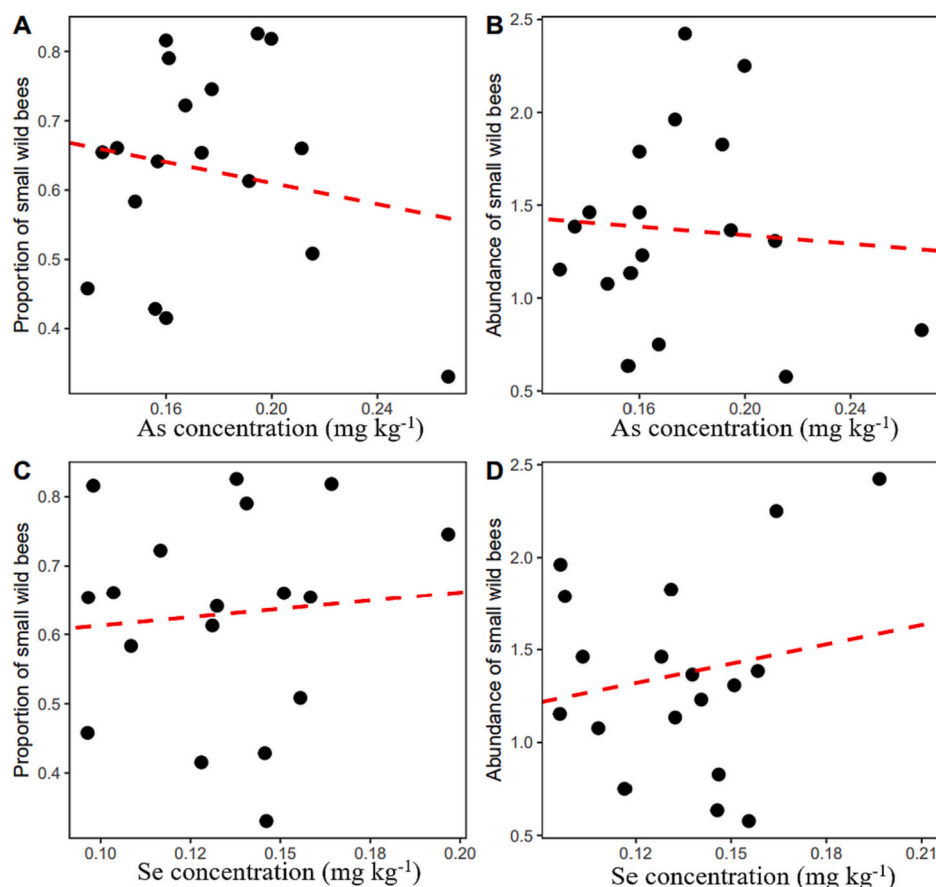 A
Proportion of small wild bees
0.8
0.7
0.6
0.5
0.4
0.16
0.20
0.24
As concentration (mg kg⁻¹)
B
Abundance of small wild bees
2.5
2.0
1.5
1.0
0.5
0.16
0.20
0.24
As concentration (mg kg⁻¹)
C
Proportion of small wild bees
0.8
0.7
0.6
0.5
0.4
0.10
0.15
0.15
0.20
Se concentration (mg kg⁻¹)
D
Abundance of small wild bees
2.5
2.0
1.5
1.0
0.5
0.12
0.15
0.18
0.21
Se concentration (mg kg⁻¹)